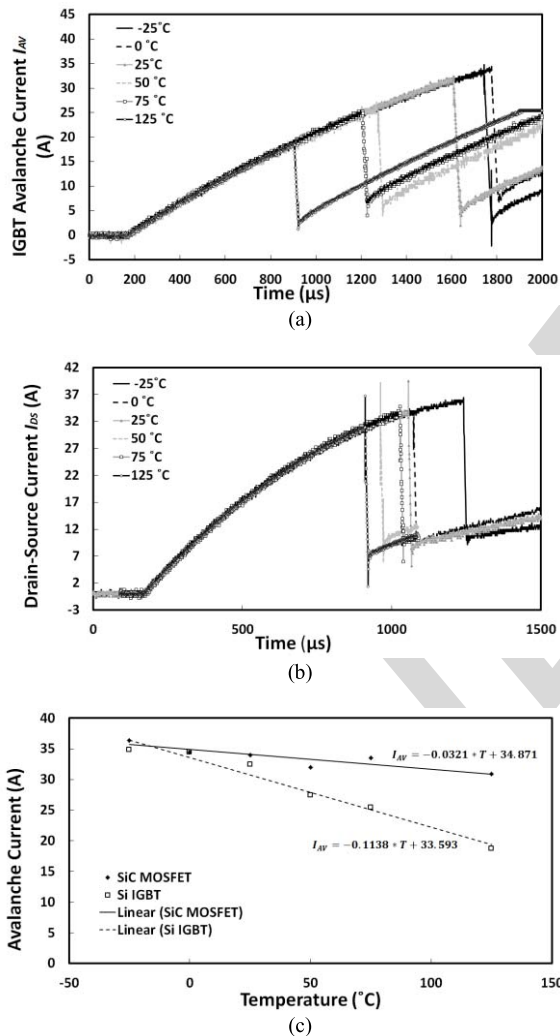 IGBT Avalanche Current I_AV (A)
45
40
35
30
25
20
15
10
5
0
-5
-25°C
0 °C
25°C
50 °C
75 °C
125 °C
0 200 400 600 800 1000 1200 1400 1600 1800 2000
Time (µs)
(a)
Drain-Source Current I_DS (A)
42
37
32
27
22
17
12
7
2
-3
-25°C
0 °C
25°C
50 °C
75 °C
125 °C
0 500 1000 1500
Time (µs)
(b)
Avalanche Current (A)
40
35
30
25
20
15
10
5
0
I_AV = −0.0321 * T + 34.871
I_AV = −0.1138 * T + 33.593
SiC MOSFET
Si IGBT
Linear (SiC MOSFET)
Linear (Si IGBT)
-50 0 50 100 150
Temperature (°C)
(c)